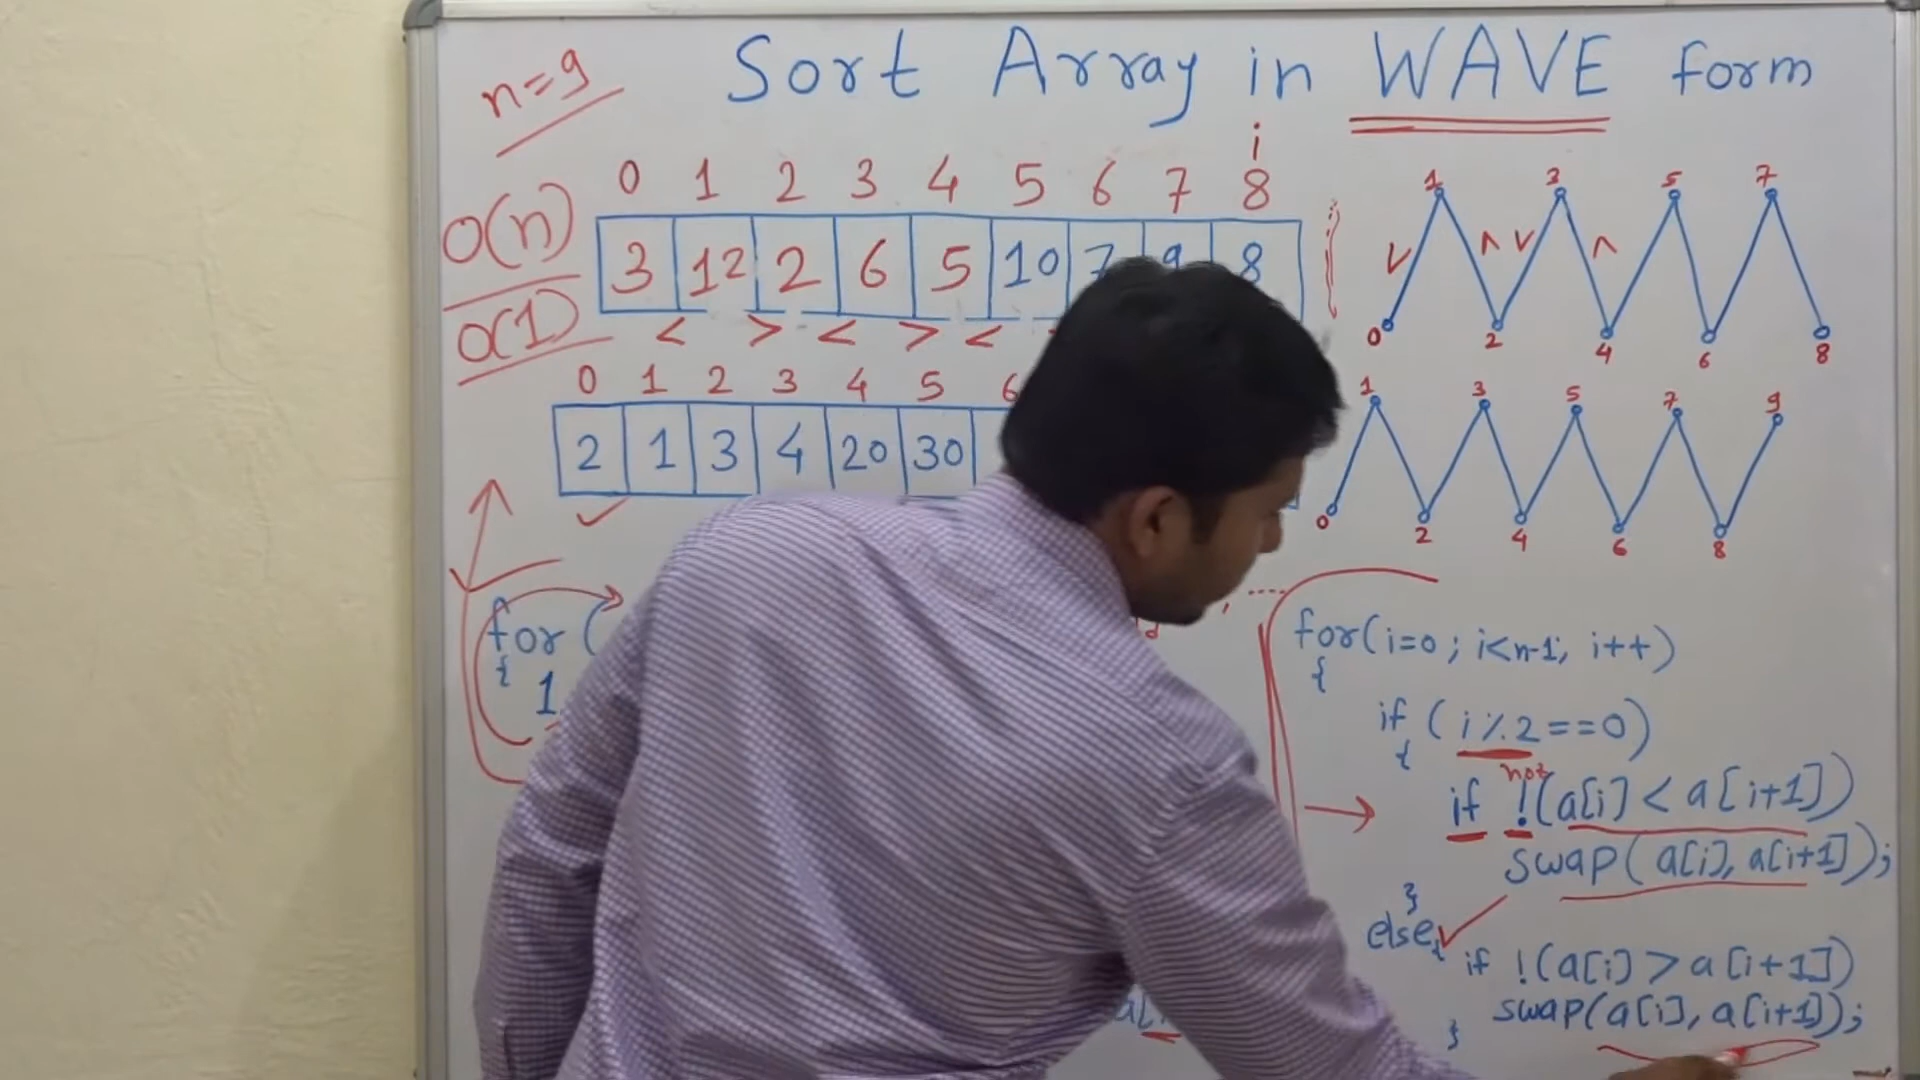 n=9
Sort Array in WAVE form
i
0 1 2 3 4 5 6 7 8
O(n)
3 12 2 6 5 10 7 9 8
O(1)
< > < > <
0 1 2 3 4 5 6
2 1 3 4 20 30
1 3 5 7
< > < >
0 2 4 6 8
1 3 5 7 9
0 2 4 6 8
for (
{
1
for(i=0; i<n-1; i++)
{
if (i%2==0)
{
not
if !(a[i] < a[i+1])
swap(a[i], a[i+1]);
}
else{
if !(a[i] > a[i+1])
swap(a[i], a[i+1]);
}